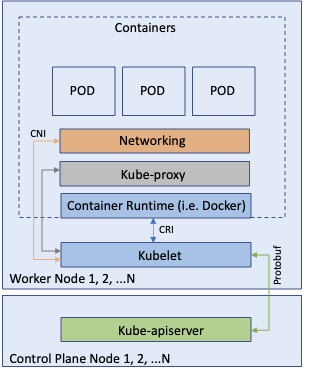 Containers
POD POD POD
CNI
Networking
Kube-proxy
Container Runtime (i.e. Docker)
CRI
Kubelet
Protobuf
Worker Node 1, 2, ...N
Kube-apiserver
Control Plane Node 1, 2, ...N